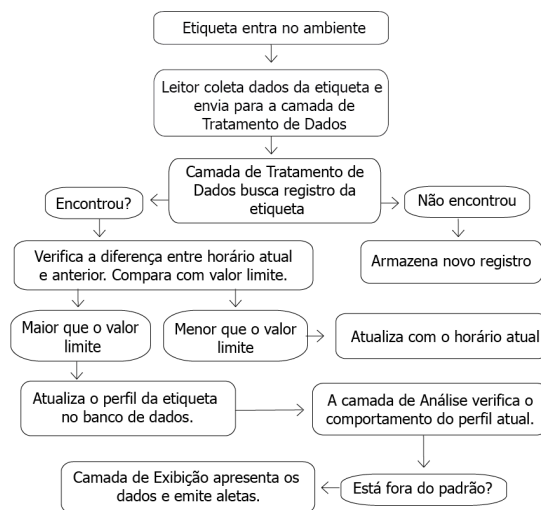 Etiqueta entra no ambiente
Leitor coleta dados da etiqueta e
envia para a camada de
Tratamento de Dados
Camada de Tratamento de
Dados busca registro da
etiqueta
Encontrou?
Não encontrou
Verifica a diferença entre horário atual
e anterior. Compara com valor limite.
Armazena novo registro
Maior que o valor
limite
Menor que o valor
limite
Atualiza com o horário atual
Atualiza o perfil da etiqueta
no banco de dados.
A camada de Análise verifica o
comportamento do perfil atual.
Camada de Exibição apresenta os
dados e emite aletas.
Está fora do padrão?